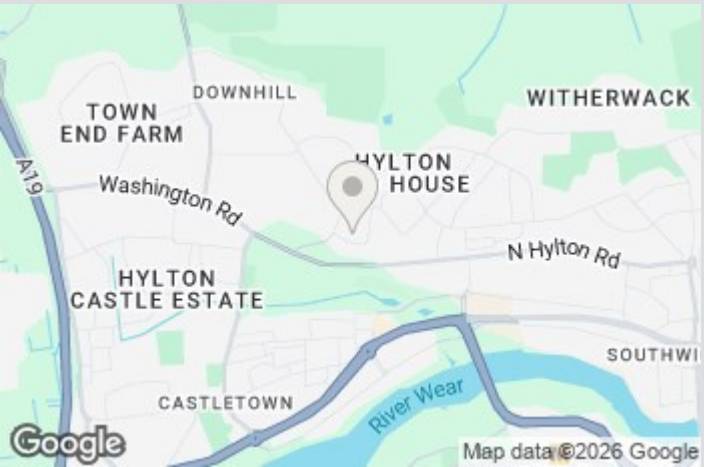 DOWNHILL
WITHERWACK
TOWN
END FARM
HYLTON
HOUSE
A19
Washington Rd
N Hylton Rd
HYLTON
CASTLE ESTATE
SOUTHWI
CASTLETOWN
River Wear
Google
Map data ©2026 Google